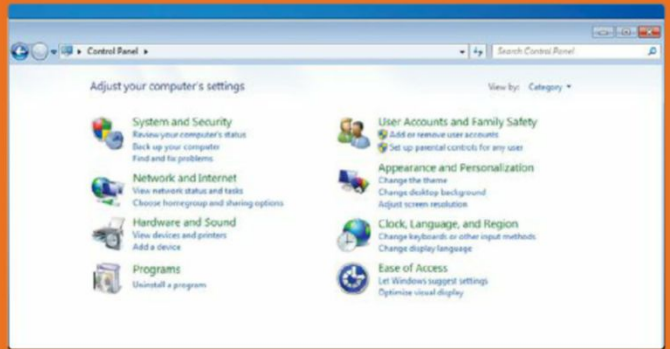 Control Panel
Search Control Panel
Adjust your computer's settings
View by: Category
System and Security
Review your computer's status
Back up your computer
Find and fix problems
Network and Internet
View network status and tasks
Choose homegroup and sharing options
Hardware and Sound
View devices and printers
Add a device
Programs
Uninstall a program
User Accounts and Family Safety
Add or remove user accounts
Set up parental controls for any user
Appearance and Personalization
Change the theme
Change desktop background
Adjust screen resolution
Clock, Language, and Region
Change keyboards or other input methods
Change display language
Ease of Access
Let Windows suggest settings
Optimize visual display